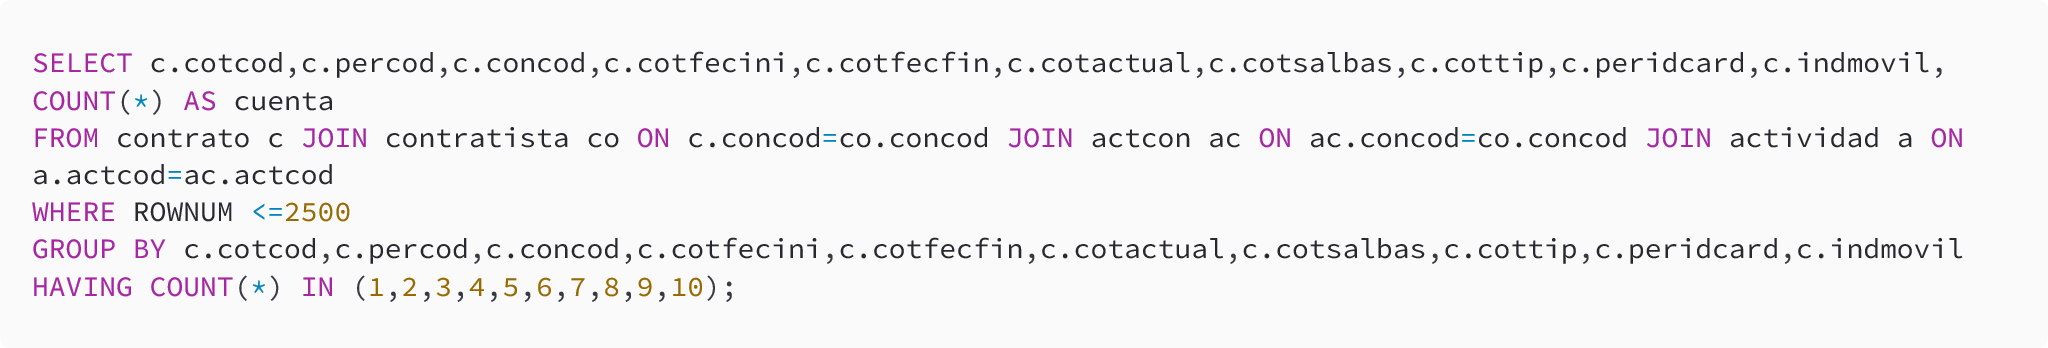 SELECT c.cotcod,c.percod,c.concod,c.cotfecini,c.cotfecfin,c.cotactual,c.cotsalbas,c.cottip,c.peridcard,c.indmovil,
COUNT(*) AS cuenta
FROM contrato c JOIN contratista co ON c.concod=co.concod JOIN actcon ac ON ac.concod=co.concod JOIN actividad a ON
a.actcod=ac.actcod
WHERE ROWNUM <=2500
GROUP BY c.cotcod,c.percod,c.concod,c.cotfecini,c.cotfecfin,c.cotactual,c.cotsalbas,c.cottip,c.peridcard,c.indmovil
HAVING COUNT(*) IN (1,2,3,4,5,6,7,8,9,10);